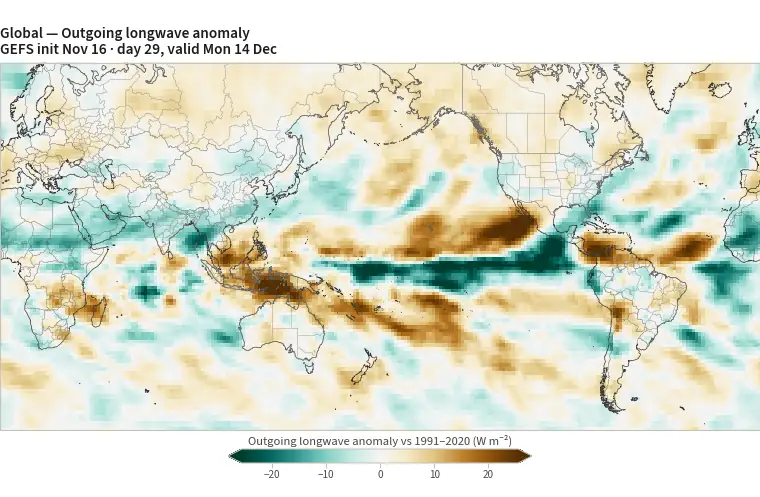 Global — Outgoing longwave anomaly
GEFS init Nov 16 · day 29, valid Mon 14 Dec
Outgoing longwave anomaly vs 1991–2020 (W m⁻²)
−20 −10 0 10 20